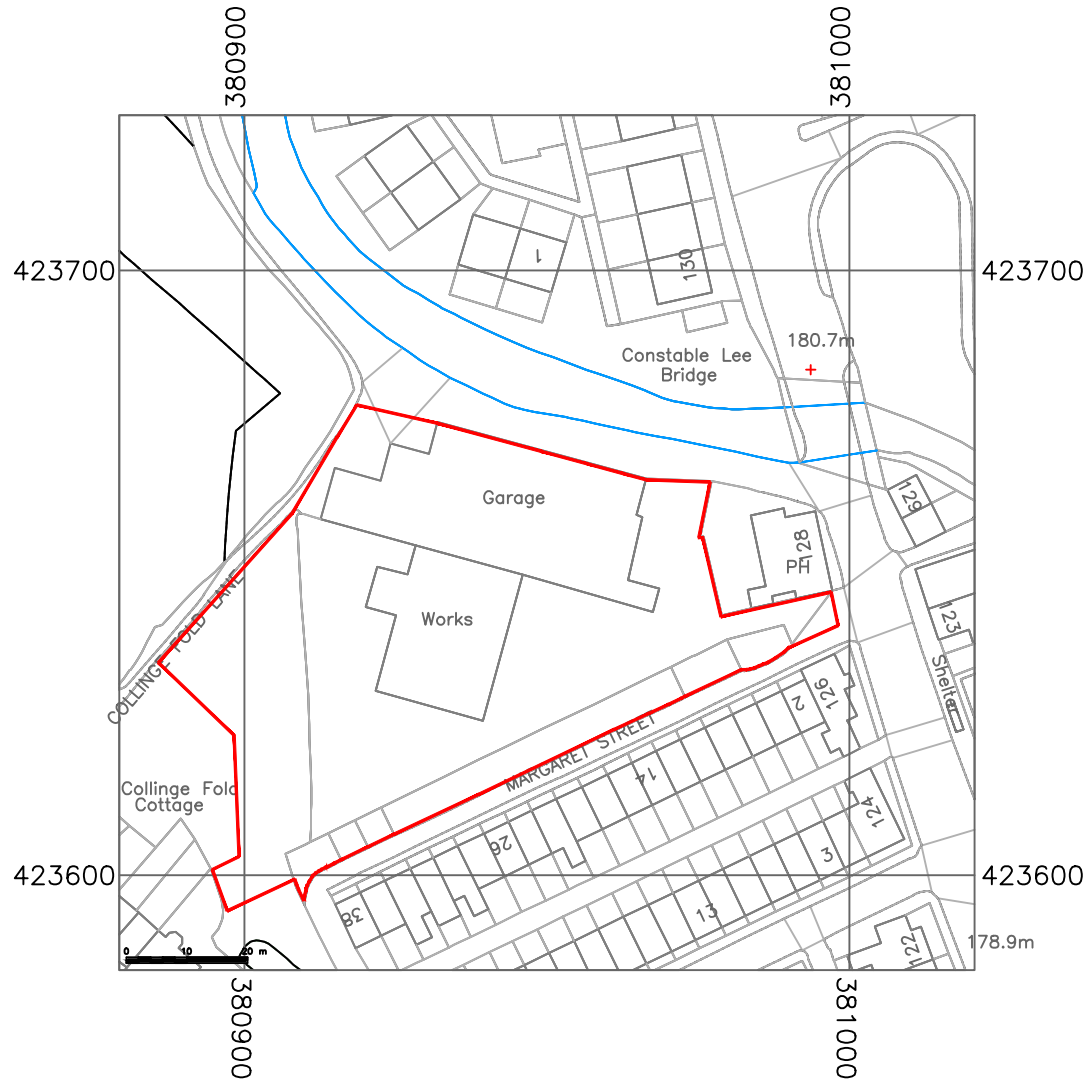 380900
381000
423700
423700
1
130
180.7m
Constable Lee
Bridge
Garage
129
128
PH
Works
COLLINGE FOLD LANE
123
Shelter
126
2
MARGARET STREET
14
Collinge Fold
Cottage
124
26
3
423600
423600
38
13
122
178.9m
0 10 20 m
380900
381000